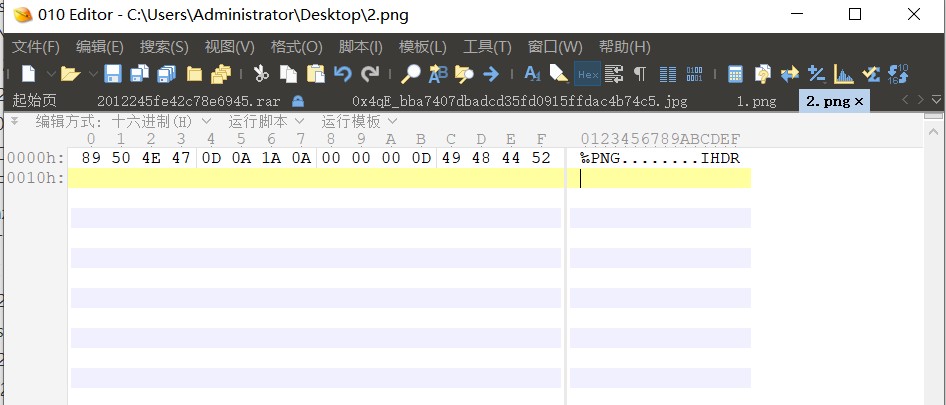 010 Editor - C:\Users\Administrator\Desktop\2.png
文件(F) 编辑(E) 搜索(S) 视图(V) 格式(O) 脚本(I) 模板(L) 工具(T) 窗口(W) 帮助(H)
Hex
起始页 2012245fe42c78e6945.rar 0x4qE_bba7407dbadcd35fd0915ffdac4b74c5.jpg 1.png 2.png ×
编辑方式: 十六进制(H) 运行脚本 运行模板
0 1 2 3 4 5 6 7 8 9 A B C D E F 0123456789ABCDEF
0000h: 89 50 4E 47 0D 0A 1A 0A 00 00 00 0D 49 48 44 52 ‰PNG........IHDR
0010h: